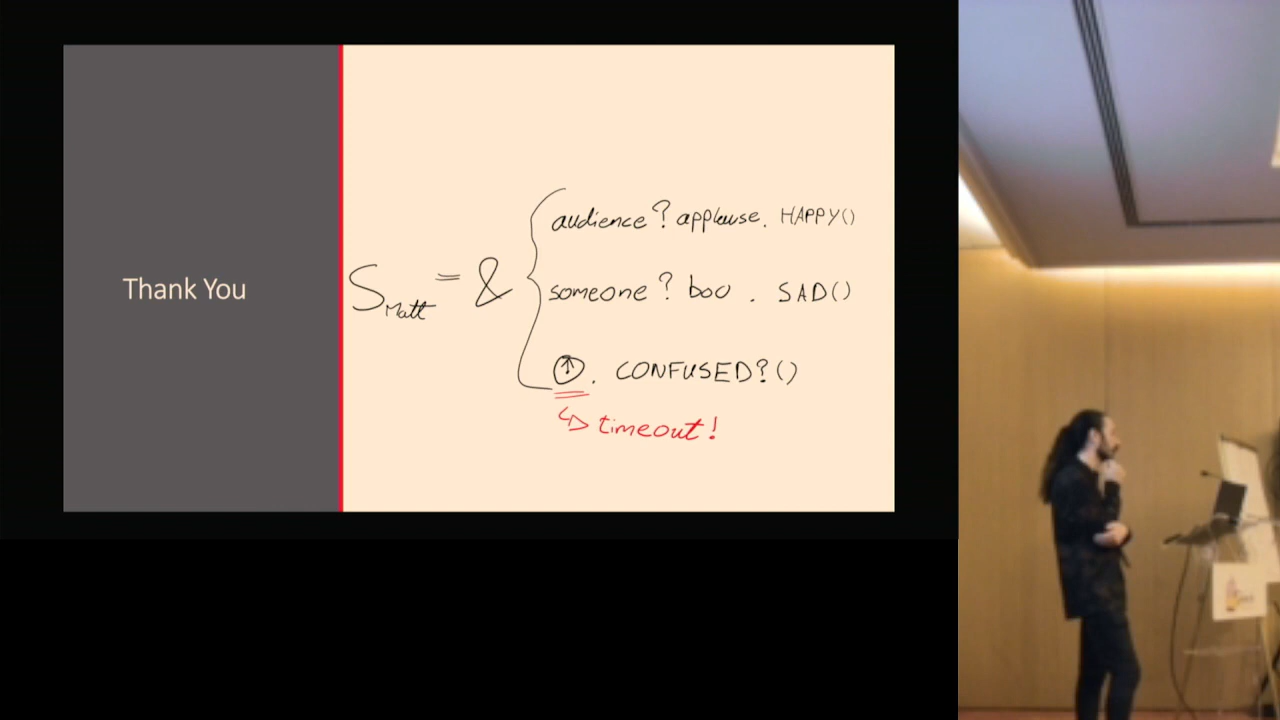 Thank You
S_Matt = & { audience ? applause . HAPPY()
someone ? boo . SAD()
↑ . CONFUSED?()
↳ timeout!